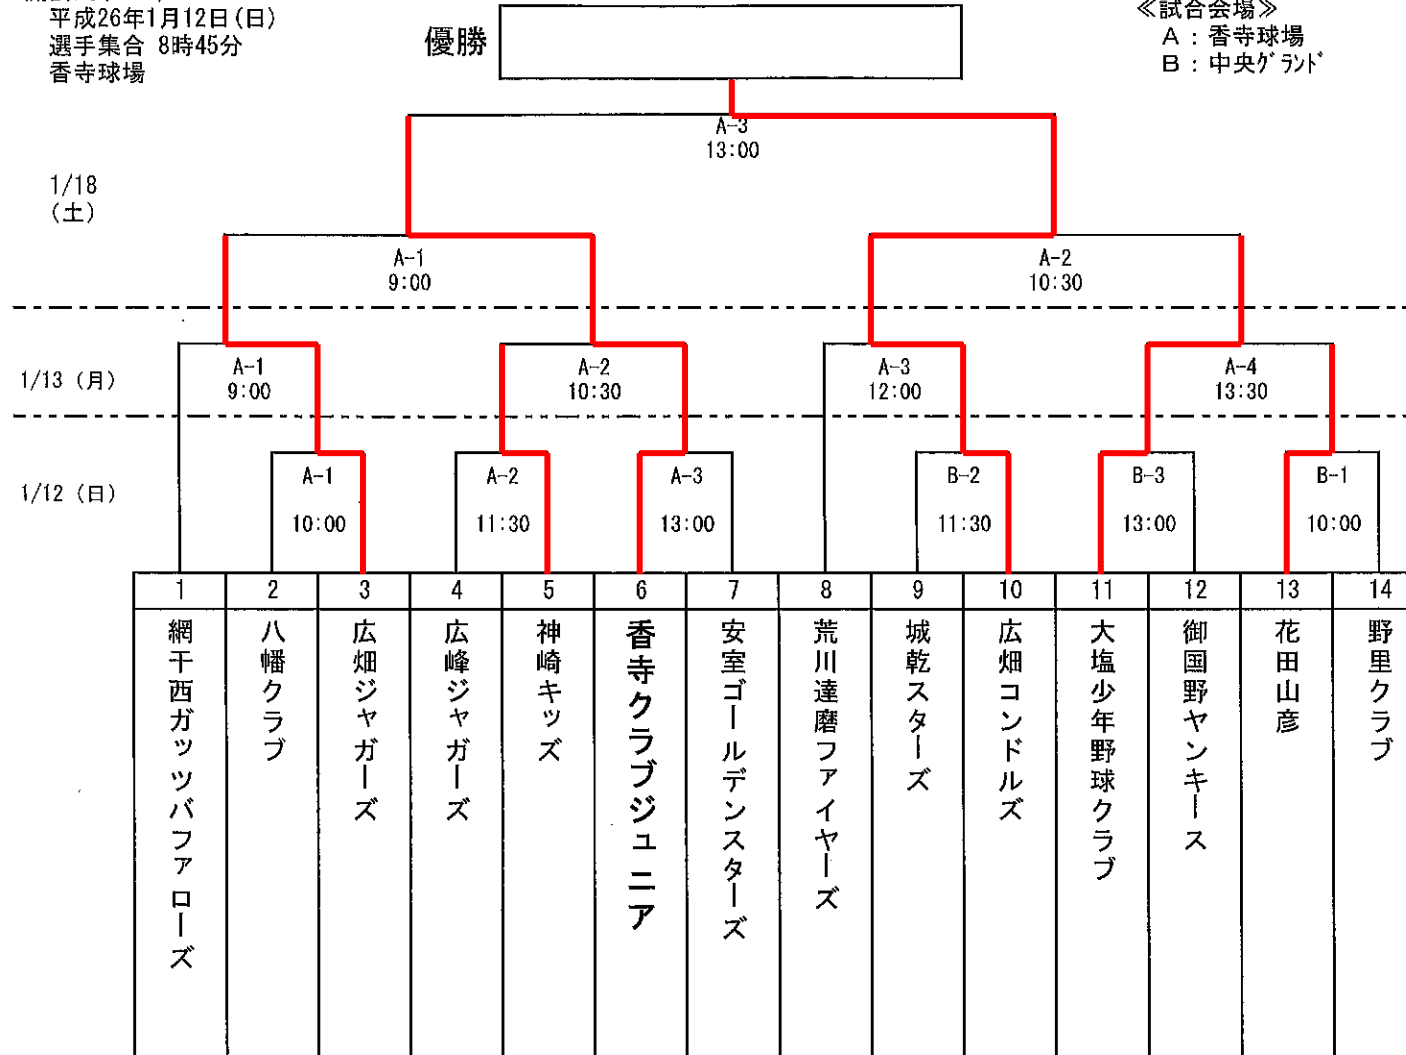 平成26年1月12日(日)
選手集合 8時45分
香寺球場
優勝
≪試合会場≫
A：香寺球場
B：中央ｸﾞﾗﾝﾄﾞ
A-3
13:00
1/18
(土)
A-1
9:00
A-2
10:30
1/13 (月)
A-1
9:00
A-2
10:30
A-3
12:00
A-4
13:30
1/12 (日)
A-1
10:00
A-2
11:30
A-3
13:00
B-2
11:30
B-3
13:00
B-1
10:00
1 2 3 4 5 6 7 8 9 10 11 12 13 14
網干西ガッツバファローズ
八幡クラブ
広畑ジャガーズ
広峰ジャガーズ
神崎キッズ
香寺クラブジュニア
安室ゴールデンスターズ
荒川達磨ファイヤーズ
城乾スターズ
広畑コンドルズ
大塩少年野球クラブ
御国野ヤンキース
花田山彦
野里クラブ